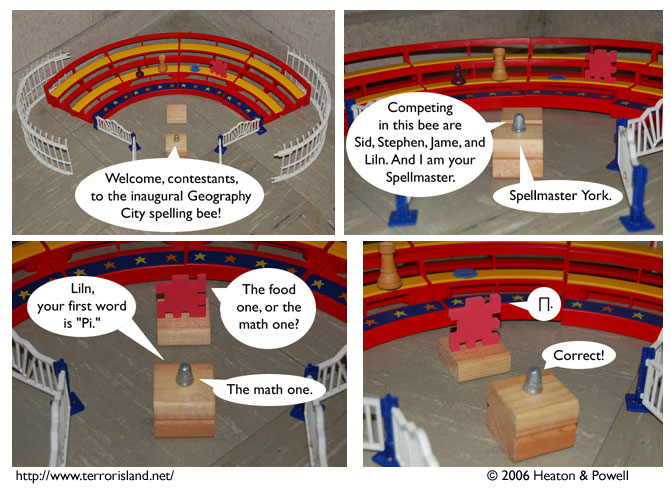 Welcome, contestants,
to the inaugural Geography
City spelling bee!
Competing
in this bee are
Sid, Stephen, Jame, and
Liln. And I am your
Spellmaster.
Spellmaster York.
Liln,
your first word
is "Pi."
The food
one, or the
math one?
The math one.
∏.
Correct!
http://www.terrorisland.net/
© 2006 Heaton & Powell